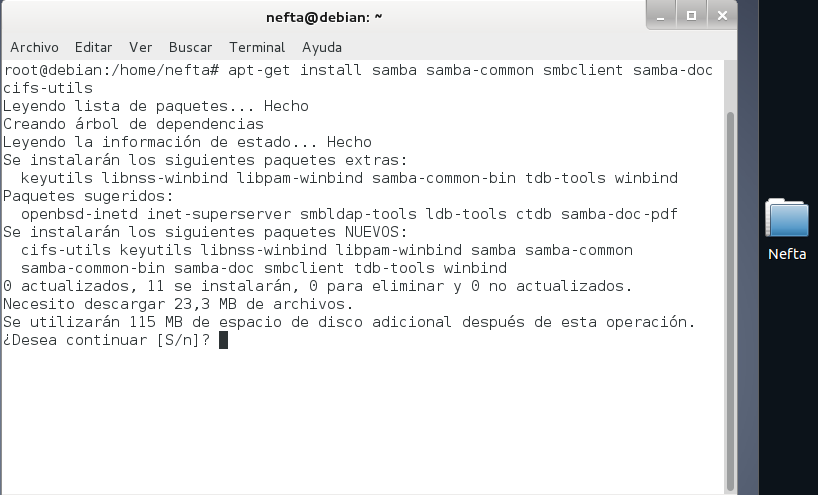 nefta@debian: ~
Archivo Editar Ver Buscar Terminal Ayuda
root@debian:/home/nefta# apt-get install samba samba-common smbclient samba-doc
cifs-utils
Leyendo lista de paquetes... Hecho
Creando árbol de dependencias
Leyendo la información de estado... Hecho
Se instalarán los siguientes paquetes extras:
  keyutils libnss-winbind libpam-winbind samba-common-bin tdb-tools winbind
Paquetes sugeridos:
  openbsd-inetd inet-superserver smbldap-tools ldb-tools ctdb samba-doc-pdf
Se instalarán los siguientes paquetes NUEVOS:
  cifs-utils keyutils libnss-winbind libpam-winbind samba samba-common
  samba-common-bin samba-doc smbclient tdb-tools winbind
0 actualizados, 11 se instalarán, 0 para eliminar y 0 no actualizados.
Necesito descargar 23,3 MB de archivos.
Se utilizarán 115 MB de espacio de disco adicional después de esta operación.
¿Desea continuar [S/n]?
Nefta